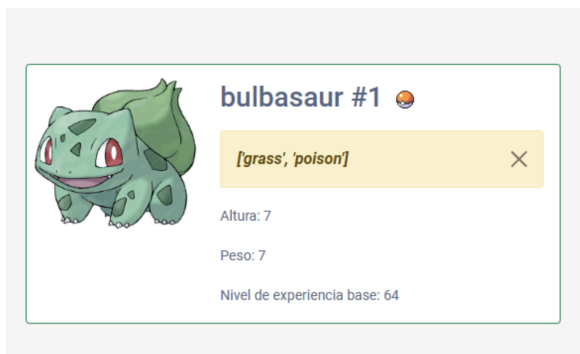 bulbasaur #1
['grass', 'poison']
Altura: 7
Peso: 7
Nivel de experiencia base: 64